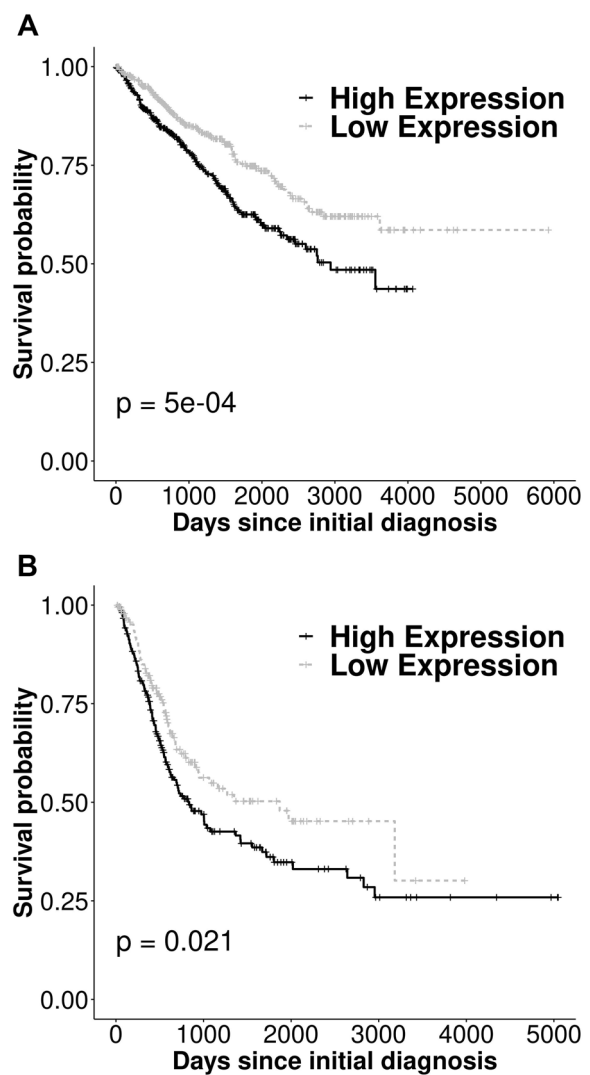 A
1.00
0.75
0.50
0.25
0.00
Survival probability
High Expression
Low Expression
p = 5e-04
0 1000 2000 3000 4000 5000 6000
Days since initial diagnosis
B
1.00
0.75
0.50
0.25
0.00
Survival probability
High Expression
Low Expression
p = 0.021
0 1000 2000 3000 4000 5000
Days since initial diagnosis